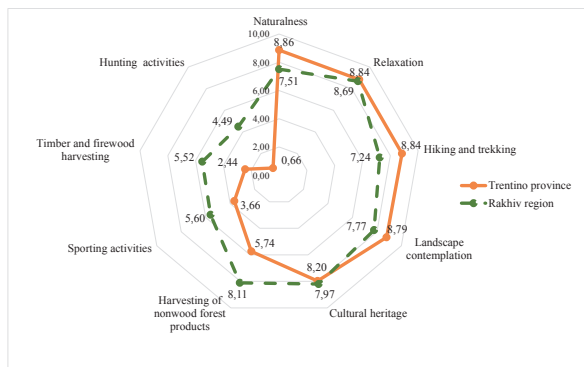 Naturalness
10,00
8,86
Hunting activities
8,00
8,84
Relaxation
7,51
8,69
6,00
4,49
4,00
Timber and firewood
harvesting
5,52
2,44
2,00
0,66
0,00
7,24
8,84
Hiking and trekking
Trentino province
Rakhiv region
3,66
5,60
7,77
8,79
Sporting activities
Landscape
contemplation
5,74
8,20
Harvesting of
nonwood forest
products
8,11
7,97
Cultural heritage